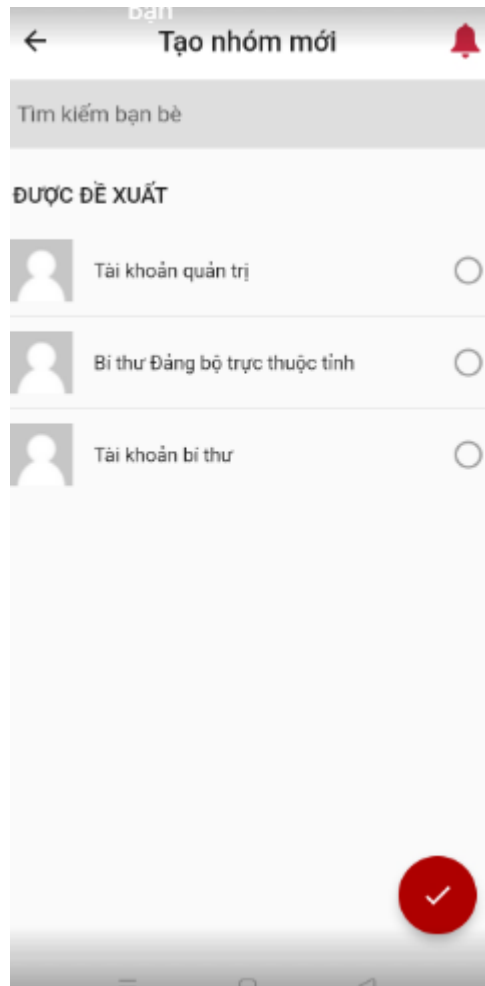 bạn
Tạo nhóm mới
Tìm kiếm bạn bè
ĐƯỢC ĐỀ XUẤT
Tài khoản quản trị
Bí thư Đảng bộ trực thuộc tỉnh
Tài khoản bí thư